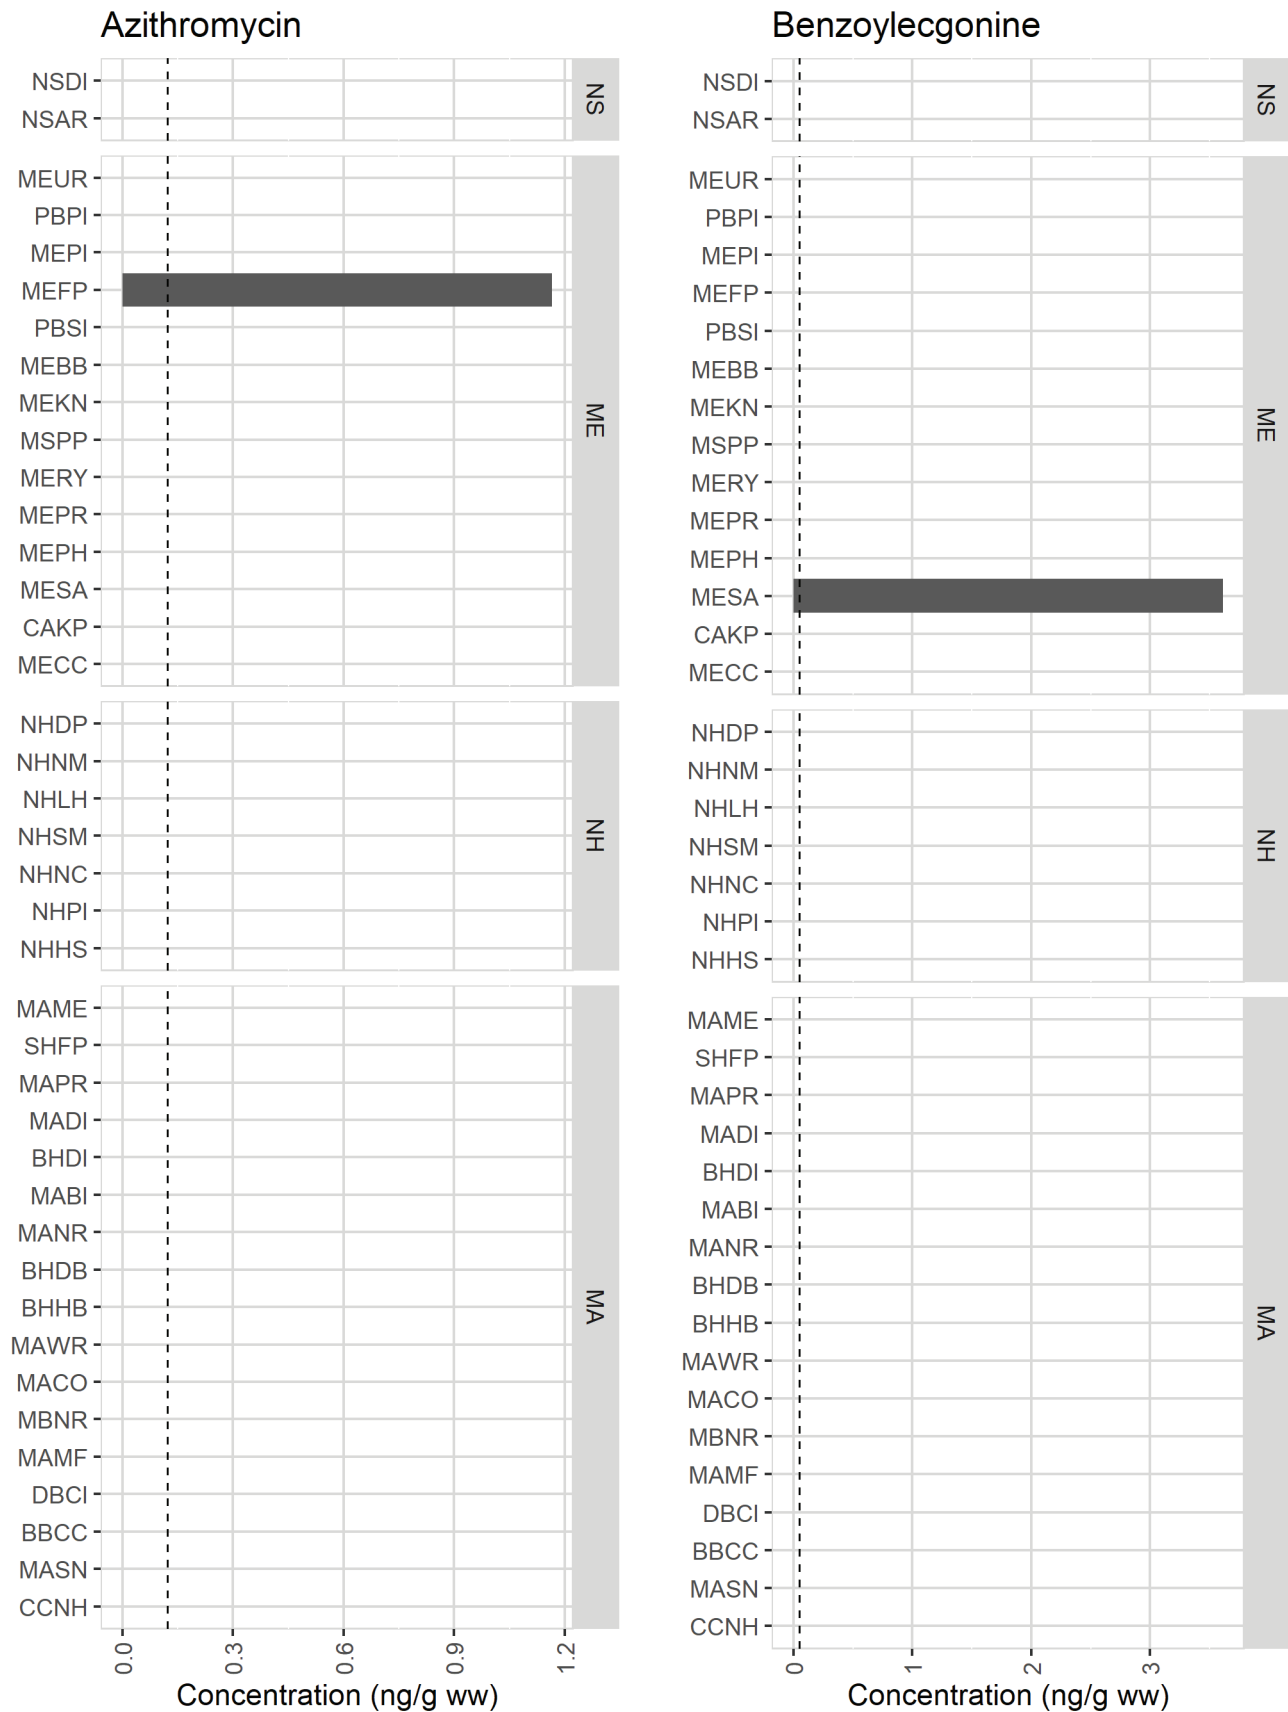 Azithromycin
NSDI
NSAR
NS
MEUR
PBPI
MEPI
MEFP
PBSI
MEBB
MEKN
MSPP
MERY
MEPR
MEPH
MESA
CAKP
MECC
ME
NHDP
NHNM
NHLH
NHSM
NHNC
NHPI
NHHS
NH
MAME
SHFP
MAPR
MADI
BHDI
MABI
MANR
BHDB
BHHB
MAWR
MACO
MBNR
MAMF
DBCI
BBCC
MASN
CCNH
MA
0.0 0.3 0.6 0.9 1.2
Concentration (ng/g ww)
Benzoylecgonine
NSDI
NSAR
NS
MEUR
PBPI
MEPI
MEFP
PBSI
MEBB
MEKN
MSPP
MERY
MEPR
MEPH
MESA
CAKP
MECC
ME
NHDP
NHNM
NHLH
NHSM
NHNC
NHPI
NHHS
NH
MAME
SHFP
MAPR
MADI
BHDI
MABI
MANR
BHDB
BHHB
MAWR
MACO
MBNR
MAMF
DBCI
BBCC
MASN
CCNH
MA
0 1 2 3
Concentration (ng/g ww)